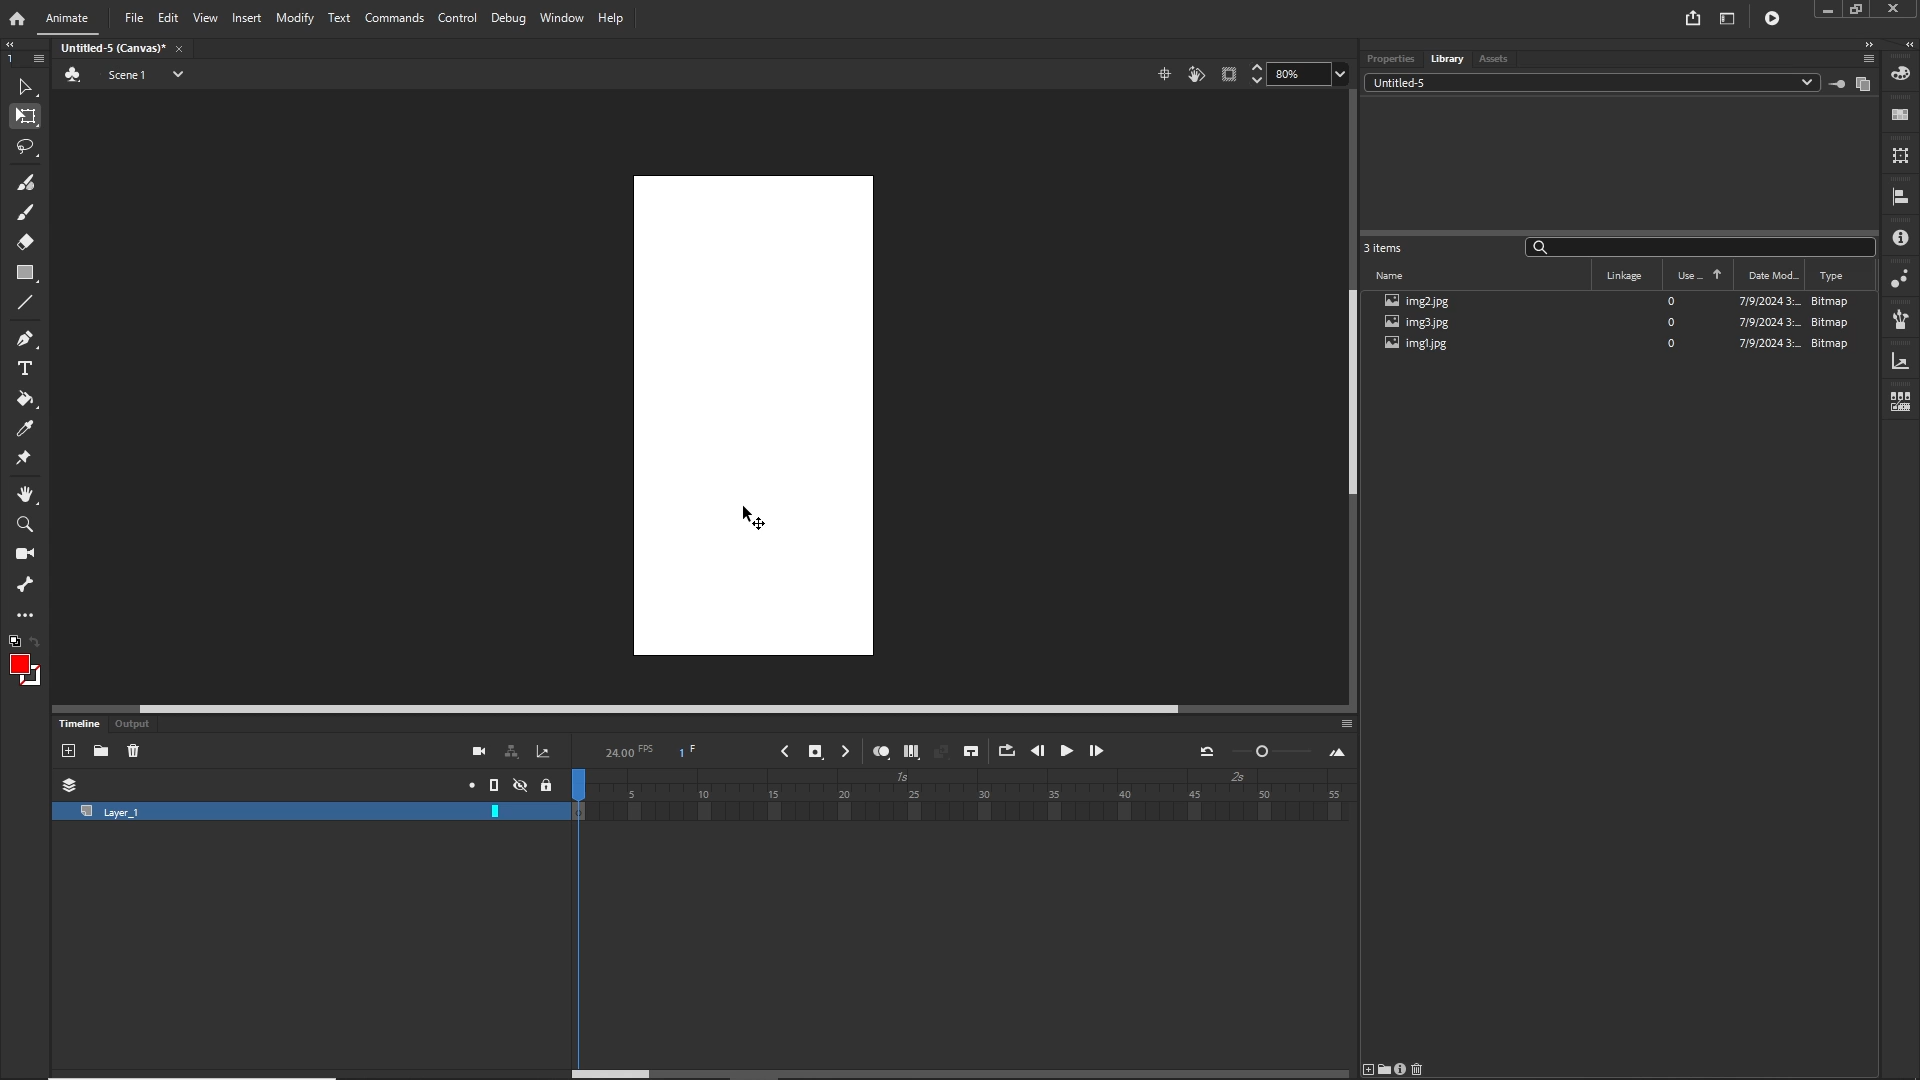 Animate File Edit View Insert Modify Text Commands Control Debug Window Help
Untitled-5 (Canvas)* ×
Scene 1 80%
Properties Library Assets
Untitled-5
3 items
Name Linkage Use ... Date Mod... Type
img2.jpg 0 7/9/2024 3:... Bitmap
img3.jpg 0 7/9/2024 3:... Bitmap
img1.jpg 0 7/9/2024 3:... Bitmap
T
Timeline Output
24.00 FPS 1 F
1s 2s
5 10 15 20 25 30 35 40 45 50 55
Layer_1